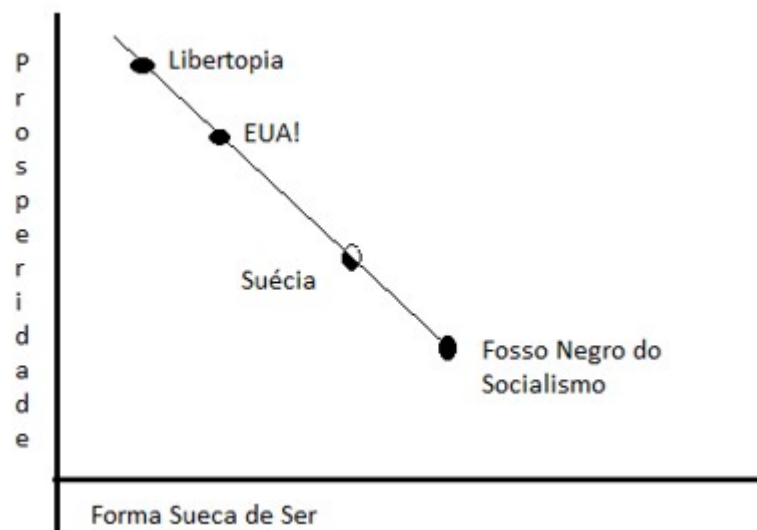 Prosperidade
Libertopia
EUA!
Suécia
Fosso Negro do
Socialismo
Forma Sueca de Ser